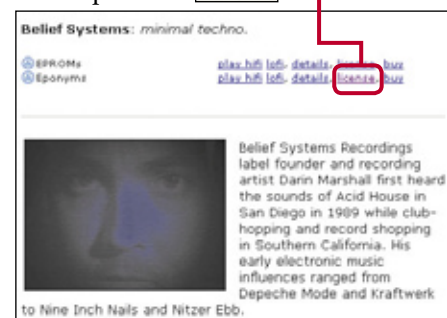 Belief Systems: minimal techno.
EPROMs play hifi lofi, details, license, buy
Eponyms play hifi lofi, details, license, buy
Belief Systems Recordings
label founder and recording
artist Darin Marshall first heard
the sounds of Acid House in
San Diego in 1989 while club-
hopping and record shopping
in Southern California. His
early electronic music
influences ranged from
Depeche Mode and Kraftwerk
to Nine Inch Nails and Nitzer Ebb.